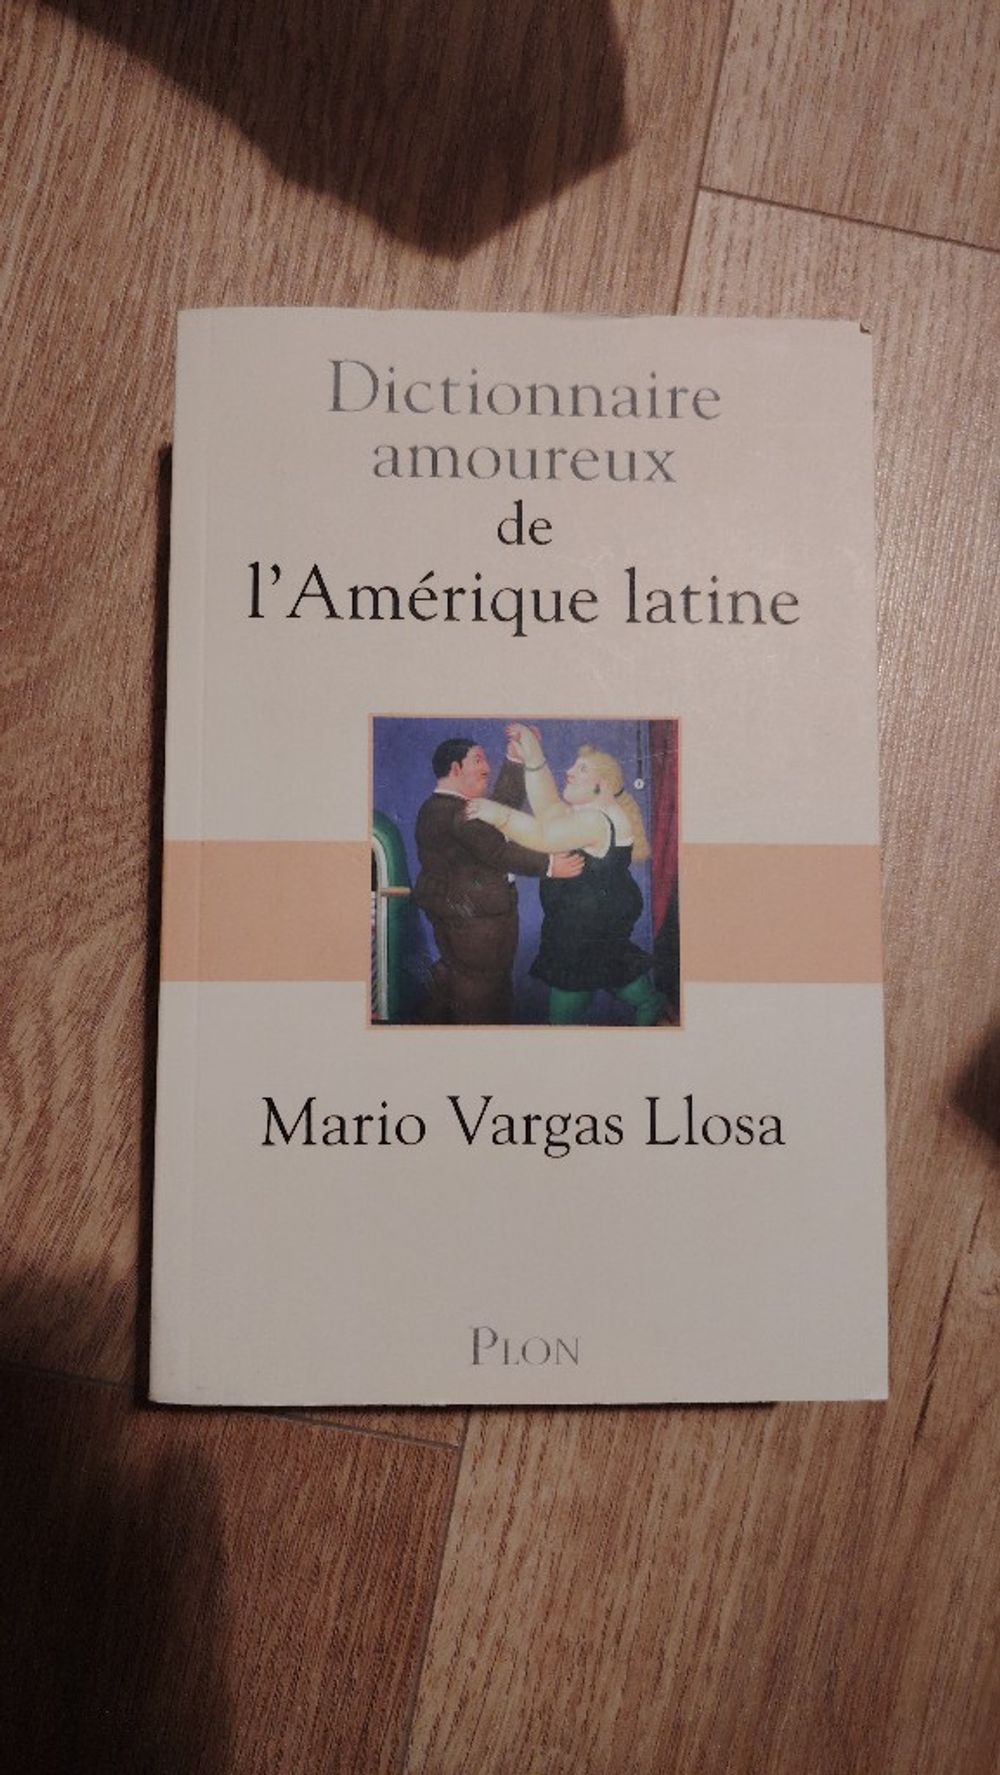 Dictionnaire
amoureux
de
l'Amérique latine
Mario Vargas Llosa
PLON